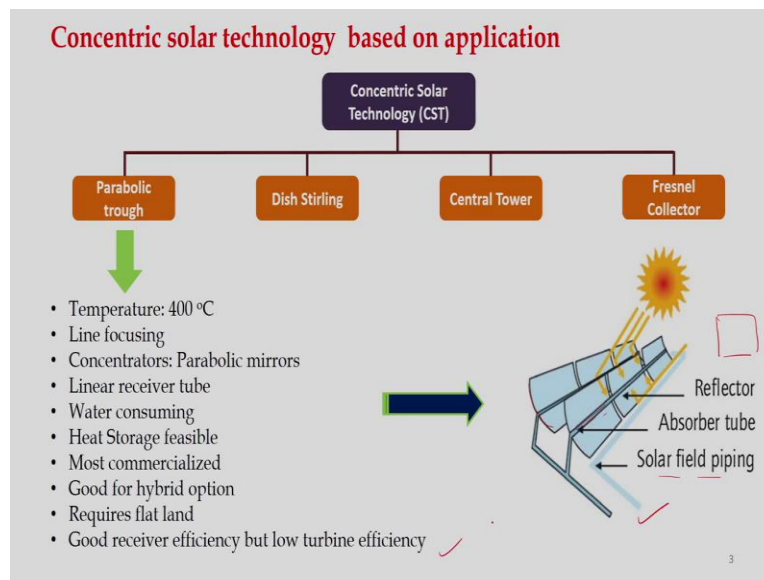 Concentric solar technology based on application
Concentric Solar
Technology (CST)
Parabolic
trough
Dish Stirling
Central Tower
Fresnel
Collector
• Temperature: 400 ºC
• Line focusing
• Concentrators: Parabolic mirrors
• Linear receiver tube
• Water consuming
• Heat Storage feasible
• Most commercialized
• Good for hybrid option
• Requires flat land
• Good receiver efficiency but low turbine efficiency
Reflector
Absorber tube
Solar field piping
3